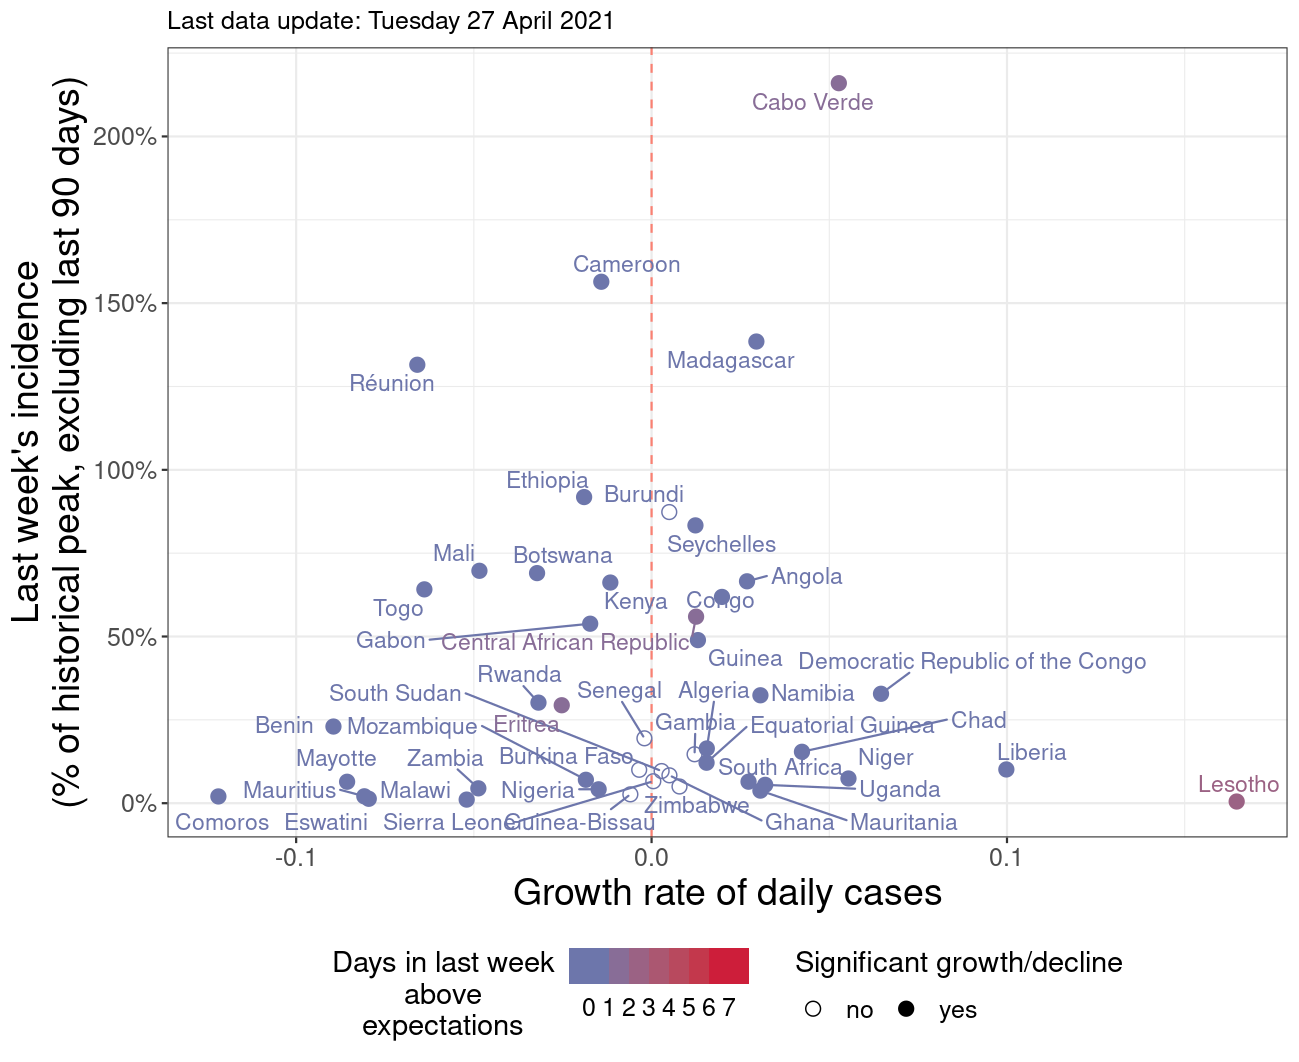 Last data update: Tuesday 27 April 2021
Last week's incidence
(% of historical peak, excluding last 90 days)
200%
150%
100%
50%
0%
Cabo Verde
Cameroon
Madagascar
Réunion
Ethiopia
Burundi
Seychelles
Mali
Botswana
Angola
Togo
Kenya
Congo
Gabon
Central African Republic
Guinea
Democratic Republic of the Congo
Rwanda
South Sudan
Senegal
Algeria
Namibia
Benin
Mozambique
Eritrea
Gambia
Equatorial Guinea
Chad
Mayotte
Zambia
Burkina Faso
South Africa
Niger
Liberia
Mauritius
Malawi
Nigeria
Zimbabwe
Uganda
Lesotho
Comoros
Eswatini
Sierra Leone
Guinea-Bissau
Ghana
Mauritania
-0.1
0.0
0.1
Growth rate of daily cases
Days in last week
above
expectations
0 1 2 3 4 5 6 7
Significant growth/decline
no
yes